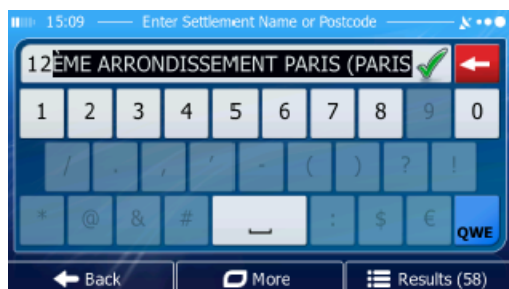 15:09 Enter Settlement Name or Postcode
12ÈME ARRONDISSEMENT PARIS (PARIS
1 2 3 4 5 6 7 8 9 0
/ . , ' - ( ) ? !
* @ & # : $ € QWE
Back More Results (58)